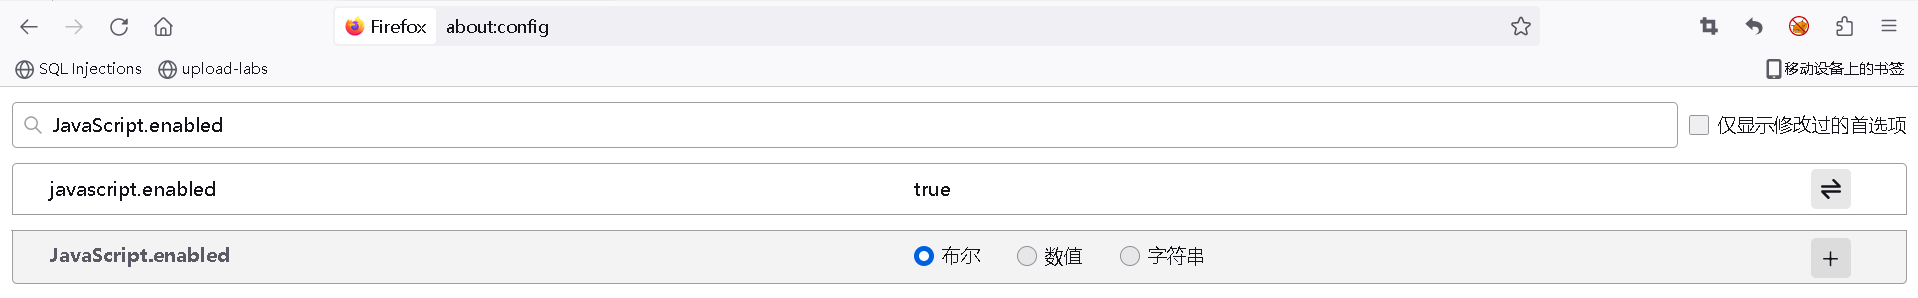 Firefox about:config
SQL Injections upload-labs 移动设备上的书签
JavaScript.enabled 仅显示修改过的首选项
javascript.enabled true
JavaScript.enabled 布尔 数值 字符串